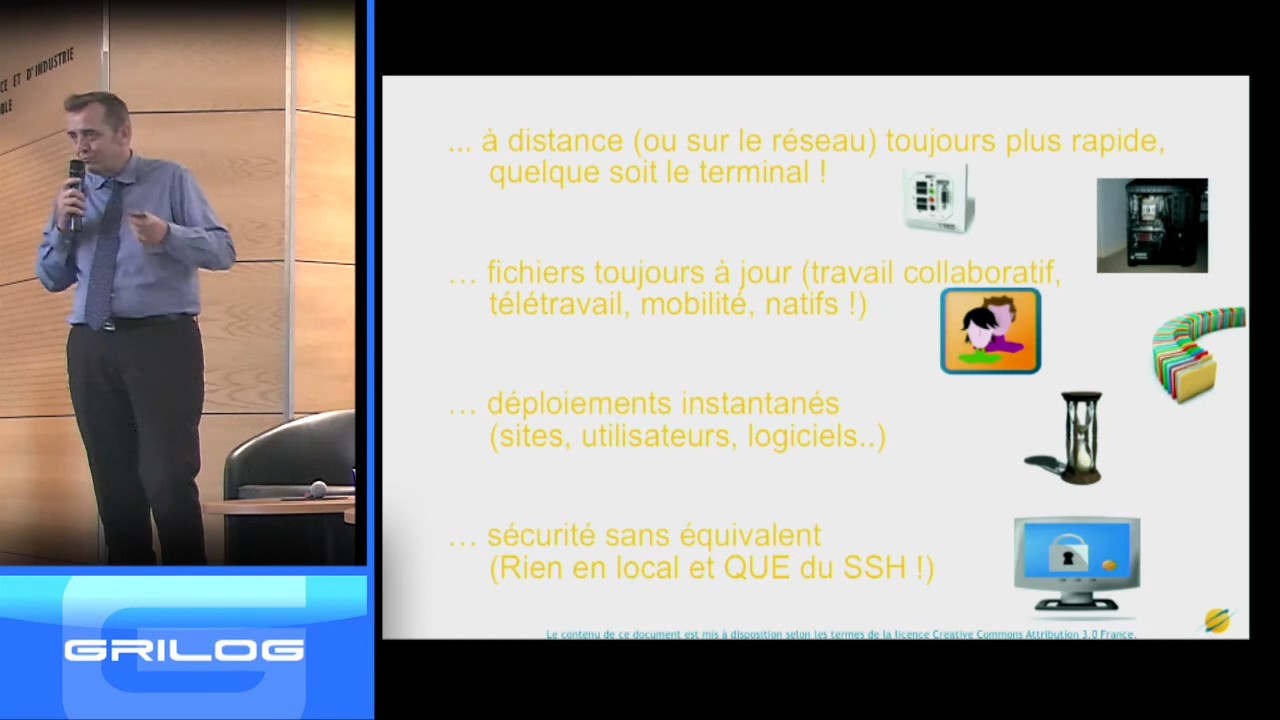 CE ET D'INDUSTRIE
OLE
... à distance (ou sur le réseau) toujours plus rapide,
quelque soit le terminal !
... fichiers toujours à jour (travail collaboratif,
télétravail, mobilité, natifs !)
... déploiements instantanés
(sites, utilisateurs, logiciels..)
... sécurité sans équivalent
(Rien en local et QUE du SSH !)
Le contenu de ce document est mis à disposition selon les termes de la licence Creative Commons Attribution 3.0 France.
GRILOG